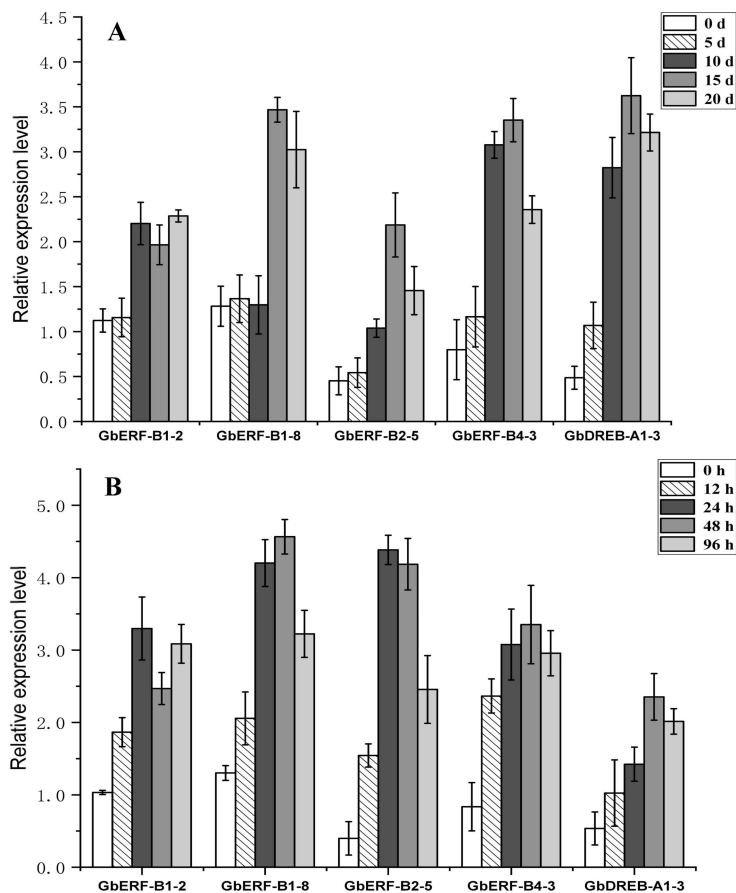 A
Relative expression level
4.5
4.0
3.5
3.0
2.5
2.0
1.5
1.0
0.5
0.0
0 d
5 d
10 d
15 d
20 d
GbERF-B1-2 GbERF-B1-8 GbERF-B2-5 GbERF-B4-3 GbDREB-A1-3
B
Relative expression level
5.0
4.0
3.0
2.0
1.0
0.0
0 h
12 h
24 h
48 h
96 h
GbERF-B1-2 GbERF-B1-8 GbERF-B2-5 GbERF-B4-3 GbDREB-A1-3